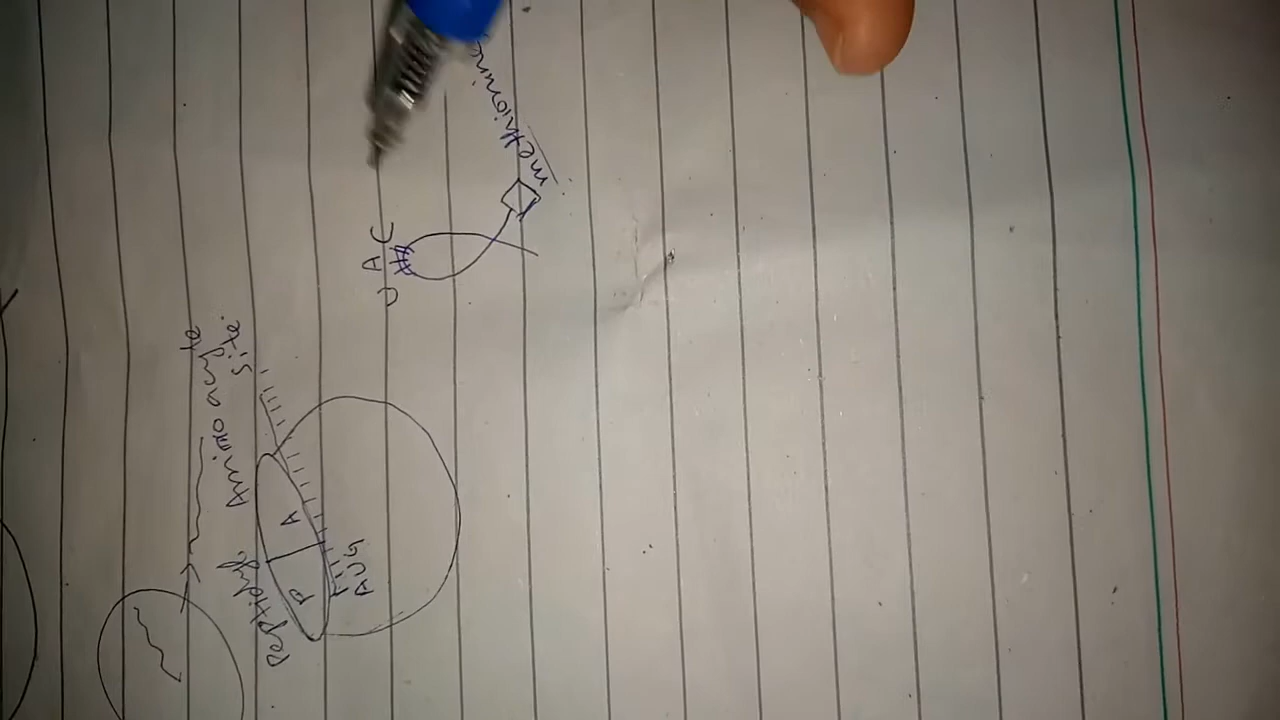 Peptidyl
Amino acyle
site.
P A
AUG
UAC
methionine